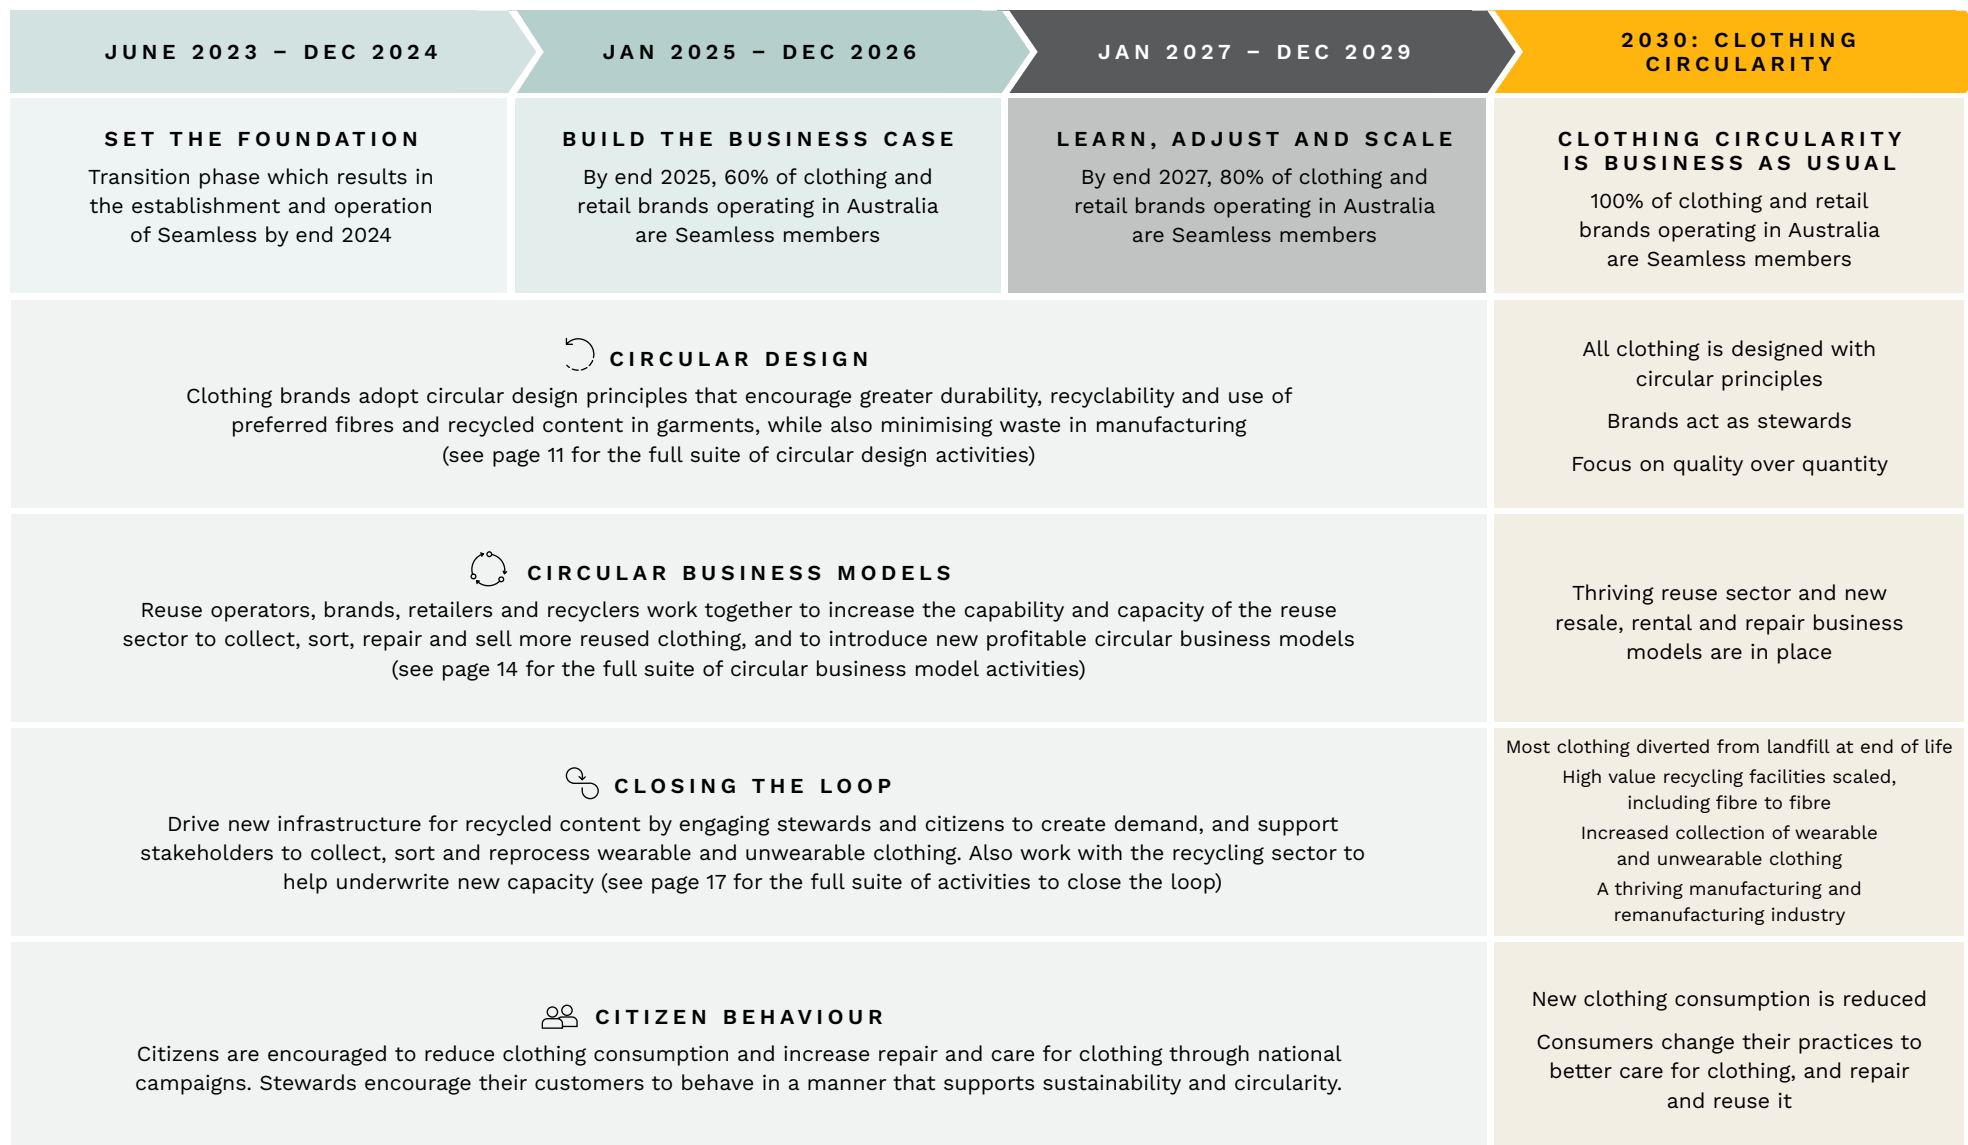 JUNE 2023 – DEC 2024
JAN 2025 – DEC 2026
JAN 2027 – DEC 2029
2030: CLOTHING
CIRCULARITY
SET THE FOUNDATION
Transition phase which results in
the establishment and operation
of Seamless by end 2024
BUILD THE BUSINESS CASE
By end 2025, 60% of clothing and
retail brands operating in Australia
are Seamless members
LEARN, ADJUST AND SCALE
By end 2027, 80% of clothing and
retail brands operating in Australia
are Seamless members
CLOTHING CIRCULARITY
IS BUSINESS AS USUAL
100% of clothing and retail
brands operating in Australia
are Seamless members
CIRCULAR DESIGN
Clothing brands adopt circular design principles that encourage greater durability, recyclability and use of
preferred fibres and recycled content in garments, while also minimising waste in manufacturing
(see page 11 for the full suite of circular design activities)
All clothing is designed with
circular principles
Brands act as stewards
Focus on quality over quantity
CIRCULAR BUSINESS MODELS
Reuse operators, brands, retailers and recyclers work together to increase the capability and capacity of the reuse
sector to collect, sort, repair and sell more reused clothing, and to introduce new profitable circular business models
(see page 14 for the full suite of circular business model activities)
Thriving reuse sector and new
resale, rental and repair business
models are in place
CLOSING THE LOOP
Drive new infrastructure for recycled content by engaging stewards and citizens to create demand, and support
stakeholders to collect, sort and reprocess wearable and unwearable clothing. Also work with the recycling sector to
help underwrite new capacity (see page 17 for the full suite of activities to close the loop)
Most clothing diverted from landfill at end of life
High value recycling facilities scaled,
including fibre to fibre
Increased collection of wearable
and unwearable clothing
A thriving manufacturing and
remanufacturing industry
CITIZEN BEHAVIOUR
Citizens are encouraged to reduce clothing consumption and increase repair and care for clothing through national
campaigns. Stewards encourage their customers to behave in a manner that supports sustainability and circularity.
New clothing consumption is reduced
Consumers change their practices to
better care for clothing, and repair
and reuse it